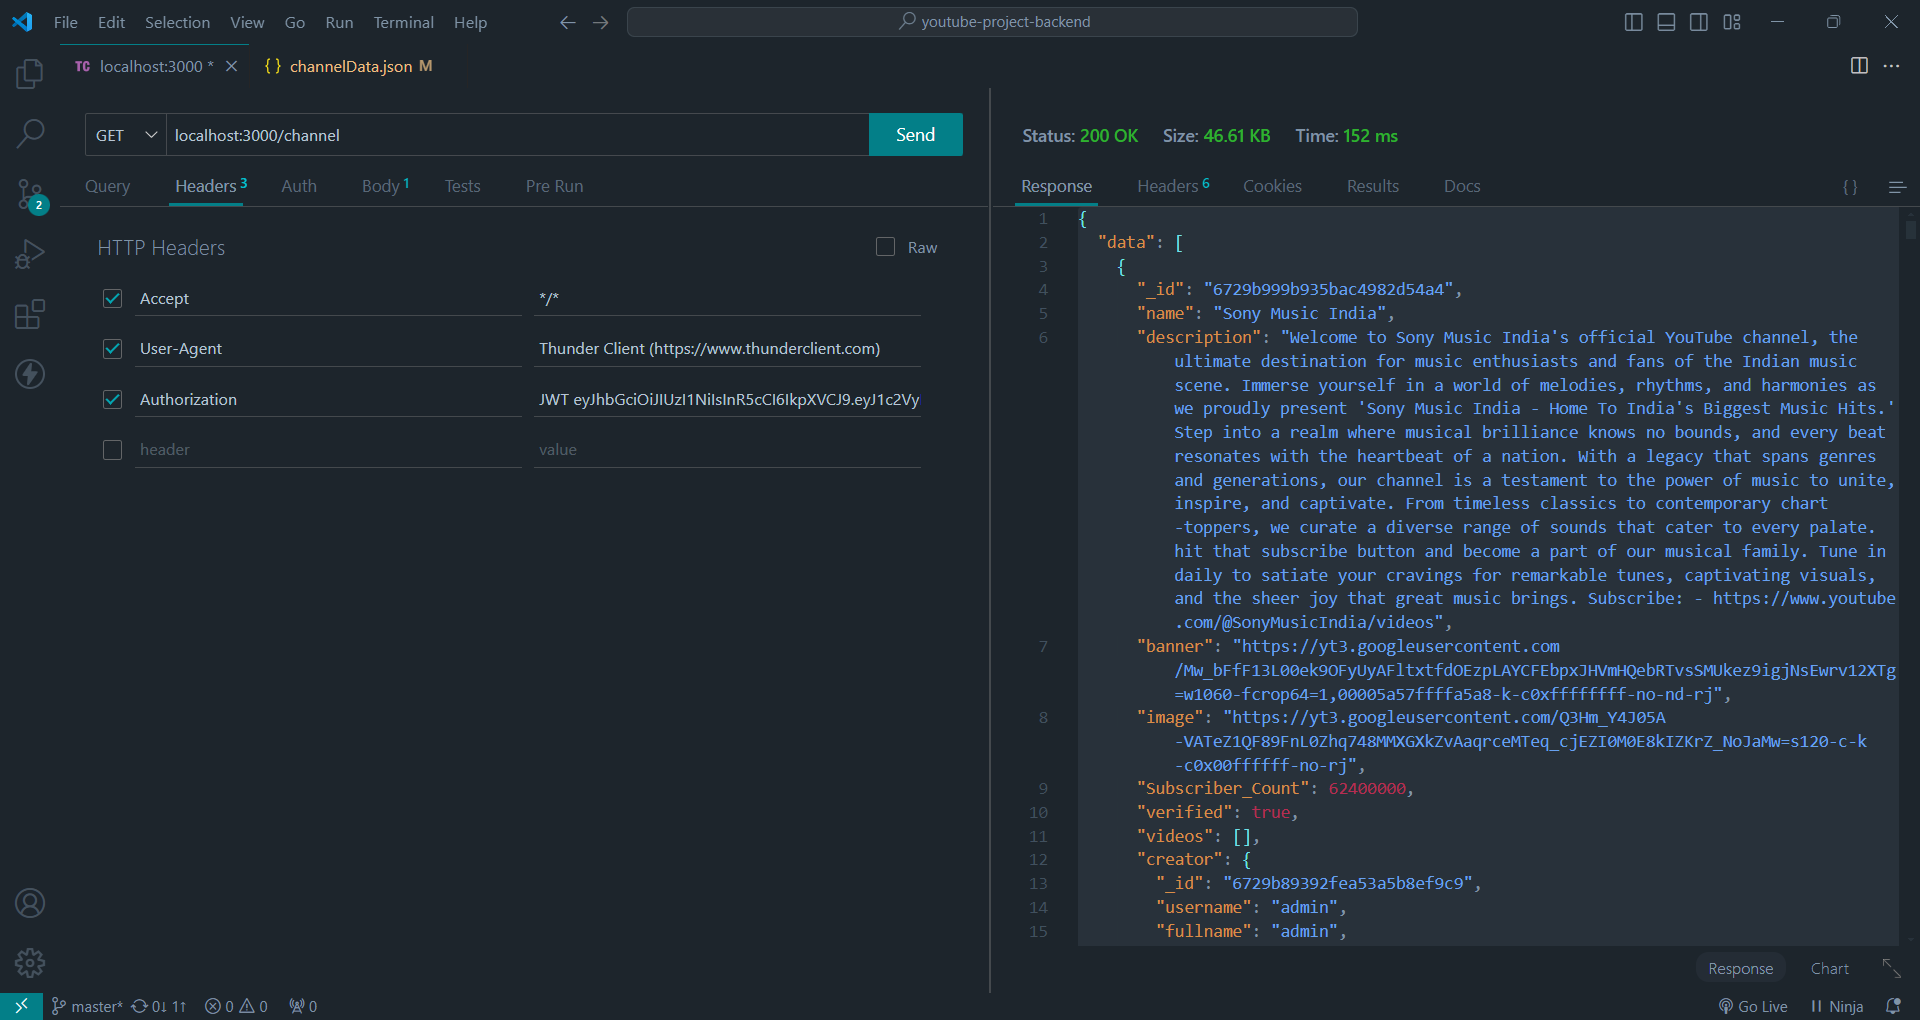 File Edit Selection View Go Run Terminal Help
youtube-project-backend
TC localhost:3000 *
{ } channelData.json M
GET localhost:3000/channel Send
Query Headers 3 Auth Body 1 Tests Pre Run
HTTP Headers
Raw
Accept */*
User-Agent Thunder Client (https://www.thunderclient.com)
Authorization JWT eyJhbGciOiJIUzI1NiIsInR5cCI6IkpXVCJ9.eyJ1c2Vy
header value
Status: 200 OK Size: 46.61 KB Time: 152 ms
Response Headers 6 Cookies Results Docs { }
1 {
2 "data": [
3 {
4 "_id": "6729b999b935bac4982d54a4",
5 "name": "Sony Music India",
6 "description": "Welcome to Sony Music India's official YouTube channel, the
ultimate destination for music enthusiasts and fans of the Indian music
scene. Immerse yourself in a world of melodies, rhythms, and harmonies as
we proudly present 'Sony Music India - Home To India's Biggest Music Hits.'
Step into a realm where musical brilliance knows no bounds, and every beat
resonates with the heartbeat of a nation. With a legacy that spans genres
and generations, our channel is a testament to the power of music to unite,
inspire, and captivate. From timeless classics to contemporary chart
-toppers, we curate a diverse range of sounds that cater to every palate.
hit that subscribe button and become a part of our musical family. Tune in
daily to satiate your cravings for remarkable tunes, captivating visuals,
and the sheer joy that great music brings. Subscribe: - https://www.youtube
.com/@SonyMusicIndia/videos",
7 "banner": "https://yt3.googleusercontent.com
/Mw_bFfF13L00ek9OFyUyAFltxtfdOEzpLAYCFEbpxJHVmHQebRTvsSMUkez9igjNsEwrv12XTg
=w1060-fcrop64=1,00005a57ffffa5a8-k-c0xffffffff-no-nd-rj",
8 "image": "https://yt3.googleusercontent.com/Q3Hm_Y4J05A
-VATeZ1QF89FnL0Zhq748MMXGXkZvAaqrceMTeq_cjEZI0M0E8kIZKrZ_NoJaMw=s120-c-k
-c0x00ffffff-no-rj",
9 "Subscriber_Count": 62400000,
10 "verified": true,
11 "videos": [],
12 "creator": {
13 "_id": "6729b89392fea53a5b8ef9c9",
14 "username": "admin",
15 "fullname": "admin",
Response Chart
2
master* 0↓ 1↑ 0 0 0
Go Live Ninja